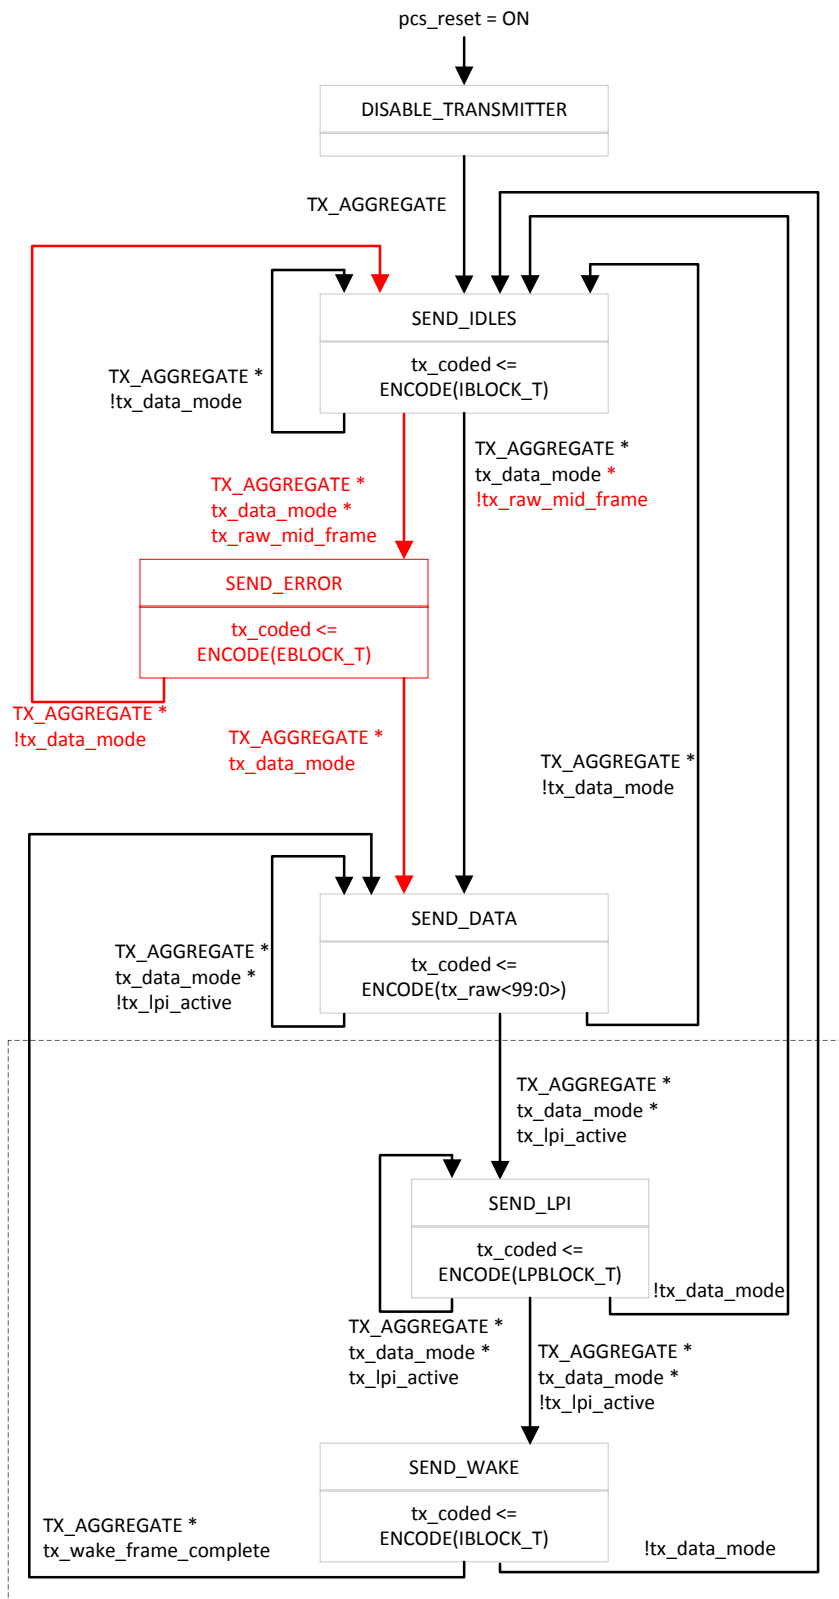 pcs_reset = ON
DISABLE_TRANSMITTER
TX_AGGREGATE
SEND_IDLES
tx_coded <=
ENCODE(IBLOCK_T)
TX_AGGREGATE *
!tx_data_mode
TX_AGGREGATE *
tx_data_mode *
!tx_raw_mid_frame
TX_AGGREGATE *
tx_data_mode *
tx_raw_mid_frame
SEND_ERROR
tx_coded <=
ENCODE(EBLOCK_T)
TX_AGGREGATE *
!tx_data_mode
TX_AGGREGATE *
tx_data_mode
TX_AGGREGATE *
!tx_data_mode
SEND_DATA
tx_coded <=
ENCODE(tx_raw<99:0>)
TX_AGGREGATE *
tx_data_mode *
!tx_lpi_active
TX_AGGREGATE *
tx_data_mode *
tx_lpi_active
SEND_LPI
tx_coded <=
ENCODE(LPBLOCK_T)
!tx_data_mode
TX_AGGREGATE *
tx_data_mode *
tx_lpi_active
TX_AGGREGATE *
tx_data_mode *
!tx_lpi_active
SEND_WAKE
tx_coded <=
ENCODE(IBLOCK_T)
TX_AGGREGATE *
tx_wake_frame_complete
!tx_data_mode